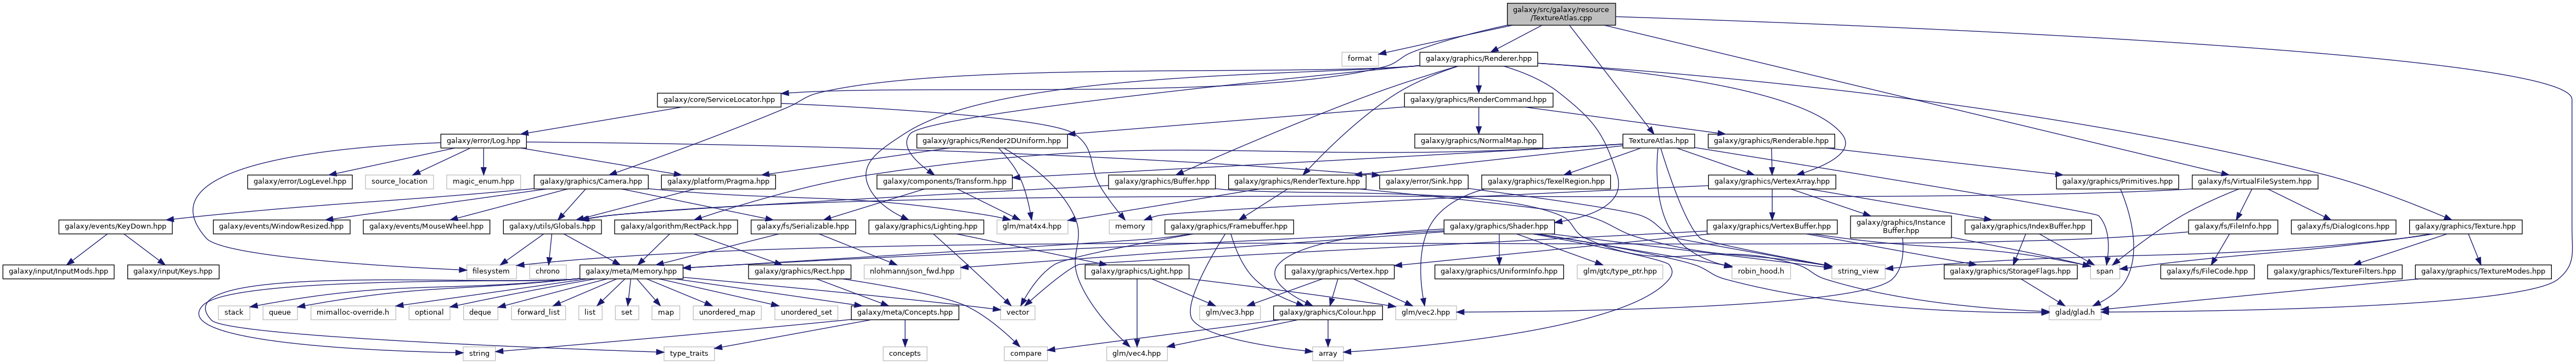 galaxy/src/galaxy/resource
/TextureAtlas.cpp
format
galaxy/graphics/Renderer.hpp
galaxy/core/ServiceLocator.hpp
galaxy/graphics/RenderCommand.hpp
galaxy/error/Log.hpp
galaxy/graphics/Render2DUniform.hpp
galaxy/graphics/NormalMap.hpp
TextureAtlas.hpp
galaxy/graphics/Renderable.hpp
galaxy/error/LogLevel.hpp
source_location
magic_enum.hpp
galaxy/graphics/Camera.hpp
galaxy/platform/Pragma.hpp
galaxy/components/Transform.hpp
galaxy/graphics/Buffer.hpp
galaxy/graphics/RenderTexture.hpp
galaxy/error/Sink.hpp
galaxy/graphics/TexelRegion.hpp
galaxy/graphics/VertexArray.hpp
galaxy/graphics/Primitives.hpp
galaxy/fs/VirtualFileSystem.hpp
galaxy/events/KeyDown.hpp
galaxy/events/WindowResized.hpp
galaxy/events/MouseWheel.hpp
galaxy/utils/Globals.hpp
galaxy/algorithm/RectPack.hpp
galaxy/fs/Serializable.hpp
galaxy/graphics/Lighting.hpp
glm/mat4x4.hpp
memory
galaxy/graphics/Framebuffer.hpp
galaxy/graphics/Shader.hpp
galaxy/graphics/VertexBuffer.hpp
galaxy/graphics/Instance
Buffer.hpp
galaxy/graphics/IndexBuffer.hpp
galaxy/fs/FileInfo.hpp
galaxy/fs/DialogIcons.hpp
galaxy/graphics/Texture.hpp
galaxy/input/InputMods.hpp
galaxy/input/Keys.hpp
filesystem
chrono
galaxy/meta/Memory.hpp
galaxy/graphics/Rect.hpp
nlohmann/json_fwd.hpp
galaxy/graphics/Light.hpp
galaxy/graphics/Vertex.hpp
galaxy/graphics/UniformInfo.hpp
glm/gtc/type_ptr.hpp
robin_hood.h
string_view
galaxy/graphics/StorageFlags.hpp
span
galaxy/fs/FileCode.hpp
galaxy/graphics/TextureFilters.hpp
galaxy/graphics/TextureModes.hpp
stack
queue
mimalloc-override.h
optional
deque
forward_list
list
set
map
unordered_map
unordered_set
galaxy/meta/Concepts.hpp
vector
glm/vec3.hpp
galaxy/graphics/Colour.hpp
glm/vec2.hpp
glad/glad.h
string
type_traits
concepts
compare
glm/vec4.hpp
array